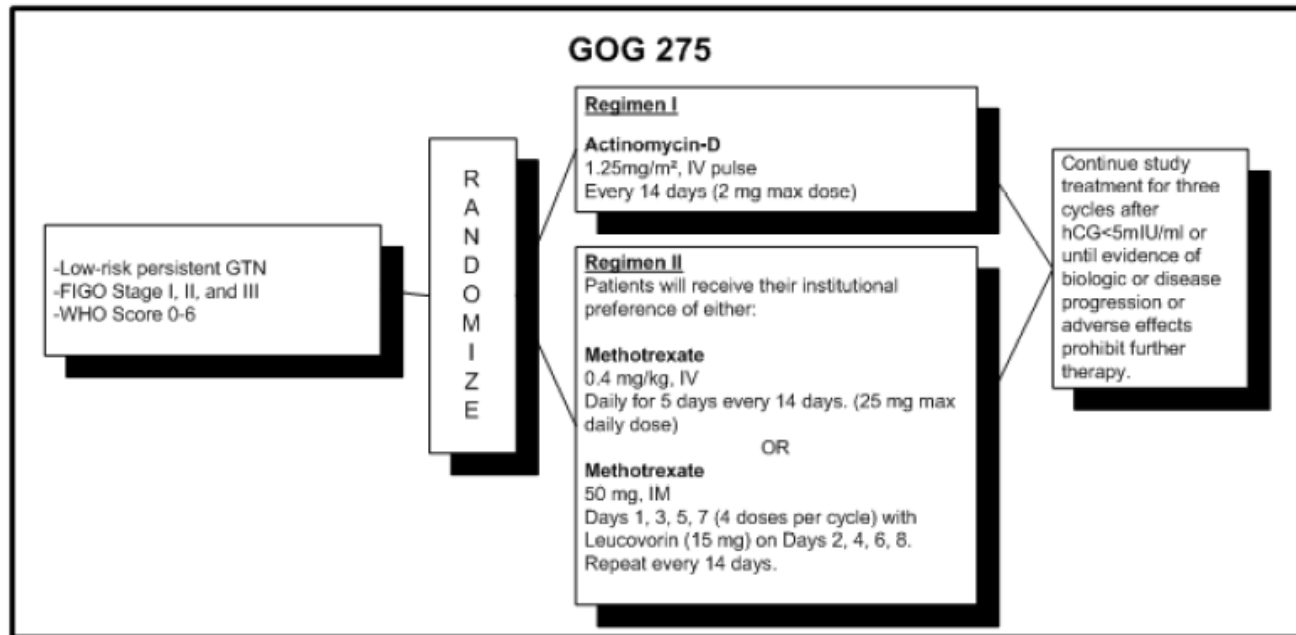 GOG 275
-Low-risk persistent GTN
-FIGO Stage I, II, and III
-WHO Score 0-6
R
A
N
D
O
M
I
Z
E
Regimen I
Actinomycin-D
1.25mg/m², IV pulse
Every 14 days (2 mg max dose)
Regimen II
Patients will receive their institutional
preference of either:
Methotrexate
0.4 mg/kg, IV
Daily for 5 days every 14 days. (25 mg max
daily dose)
OR
Methotrexate
50 mg, IM
Days 1, 3, 5, 7 (4 doses per cycle) with
Leucovorin (15 mg) on Days 2, 4, 6, 8.
Repeat every 14 days.
Continue study
treatment for three
cycles after
hCG<5mIU/ml or
until evidence of
biologic or disease
progression or
adverse effects
prohibit further
therapy.